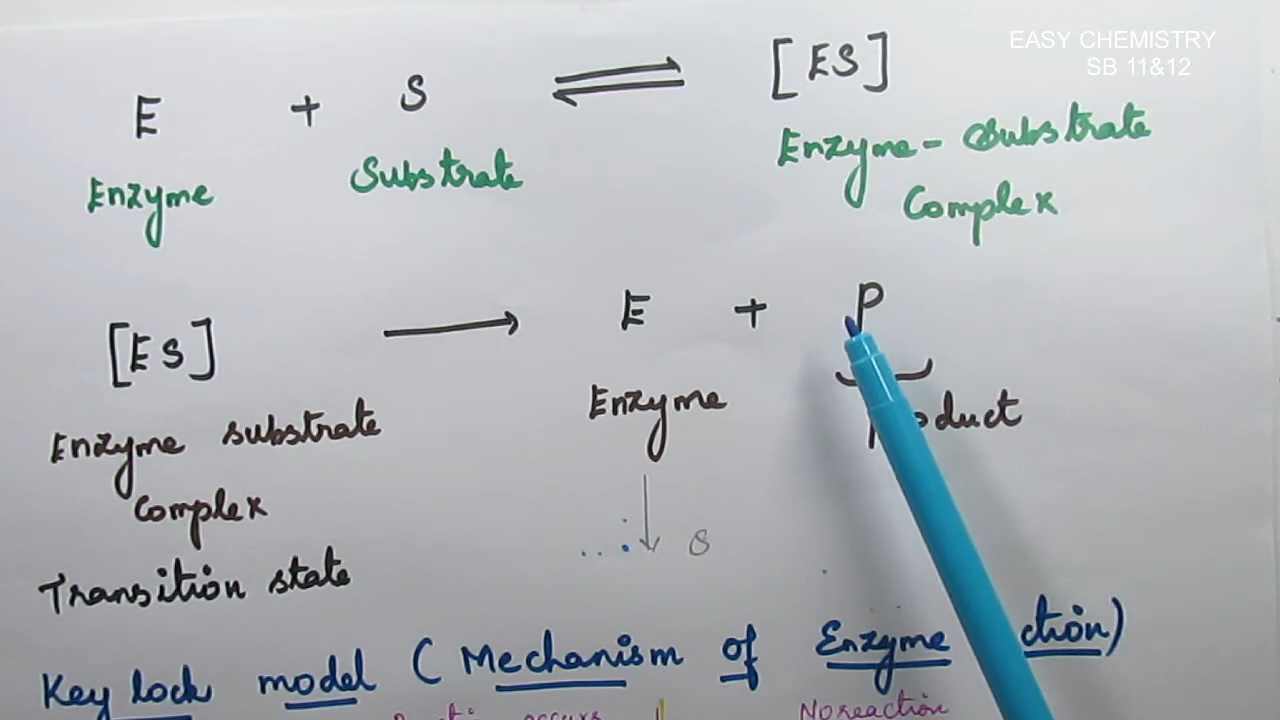 EASY CHEMISTRY
SB 11&12
E + S ⇌ [ES]
Enzyme Substrate Enzyme-Substrate
Complex
[ES] → E + P
Enzyme substrate Enzyme
Complex
Transition state
S
Key lock model (Mechanism of Enzyme
occurs No reaction